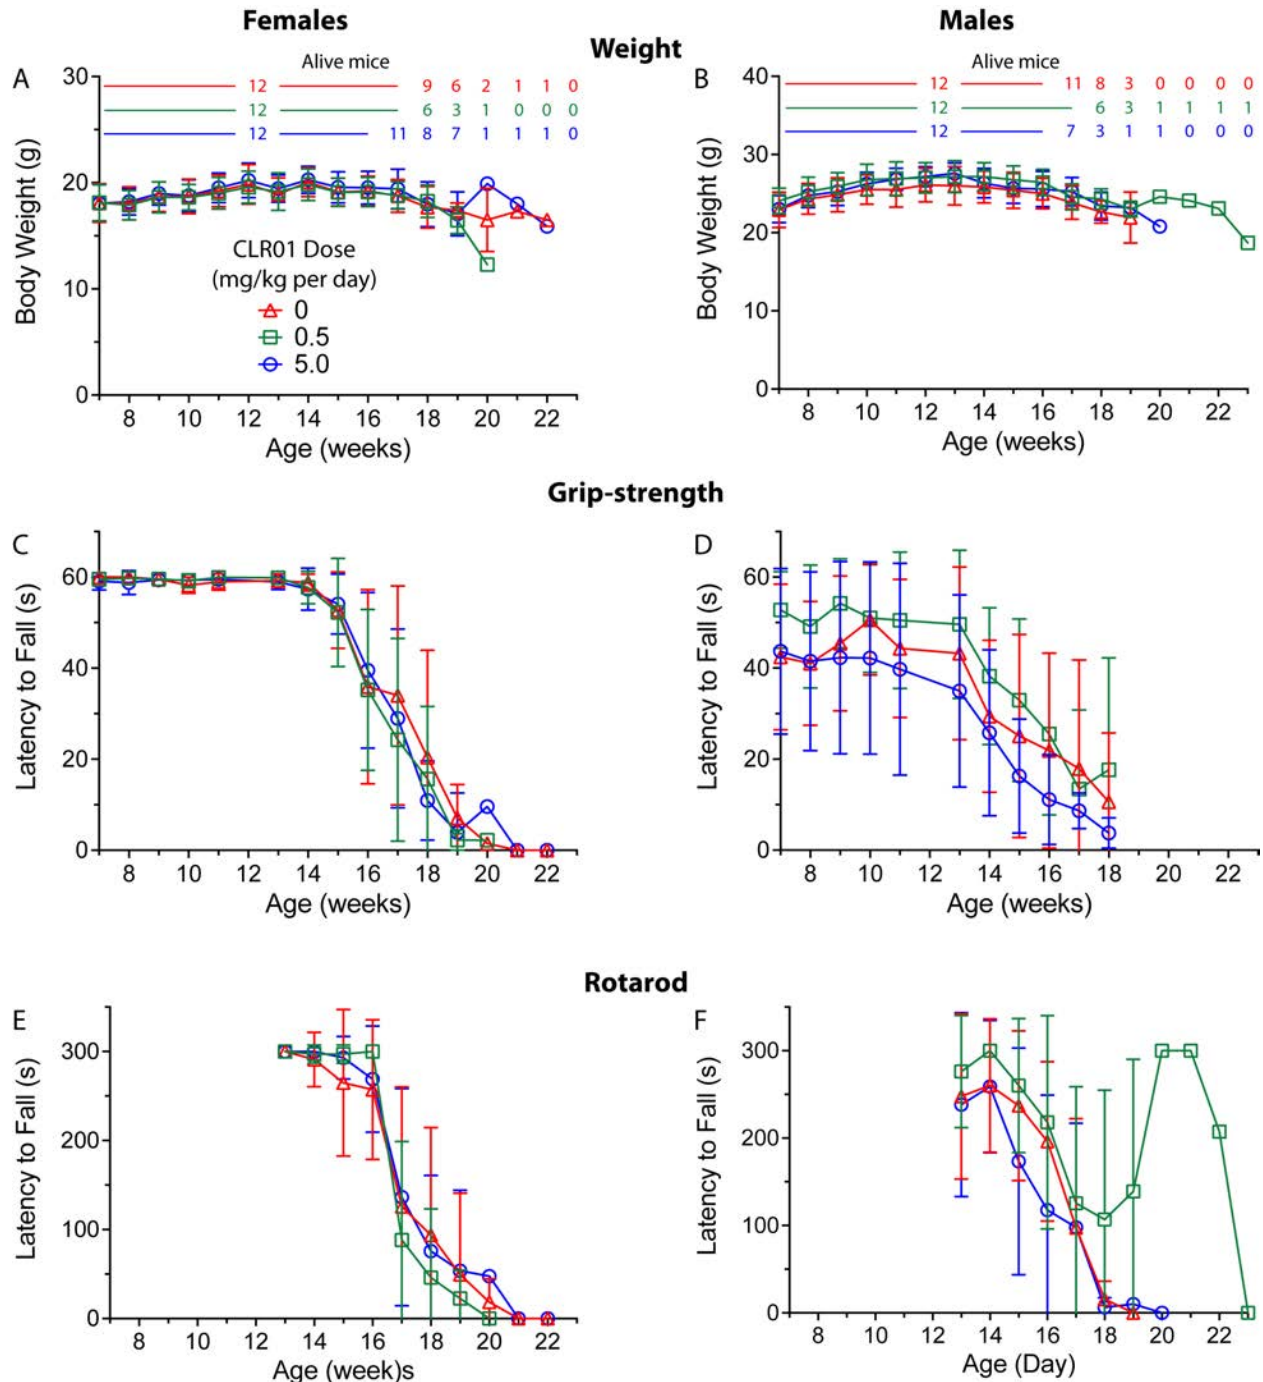 Females
Males
Weight
A
Alive mice
12 9 6 2 1 1 0
12 6 3 1 0 0 0
12 11 8 7 1 1 1 0
30
20
10
0
Body Weight (g)
CLR01 Dose
(mg/kg per day)
0
0.5
5.0
8 10 12 14 16 18 20 22
Age (weeks)
B
Alive mice
12 11 8 3 0 0 0 0
12 6 3 1 1 1 1
12 7 3 1 1 0 0 0
40
30
20
10
0
Body Weight (g)
8 10 12 14 16 18 20 22
Age (weeks)
Grip-strength
C
60
40
20
0
Latency to Fall (s)
8 10 12 14 16 18 20 22
Age (weeks)
D
60
40
20
0
Latency to Fall (s)
8 10 12 14 16 18 20 22
Age (weeks)
Rotarod
E
300
200
100
0
Latency to Fall (s)
8 10 12 14 16 18 20 22
Age (week)s
F
300
200
100
0
Latency to Fall (s)
8 10 12 14 16 18 20 22
Age (Day)